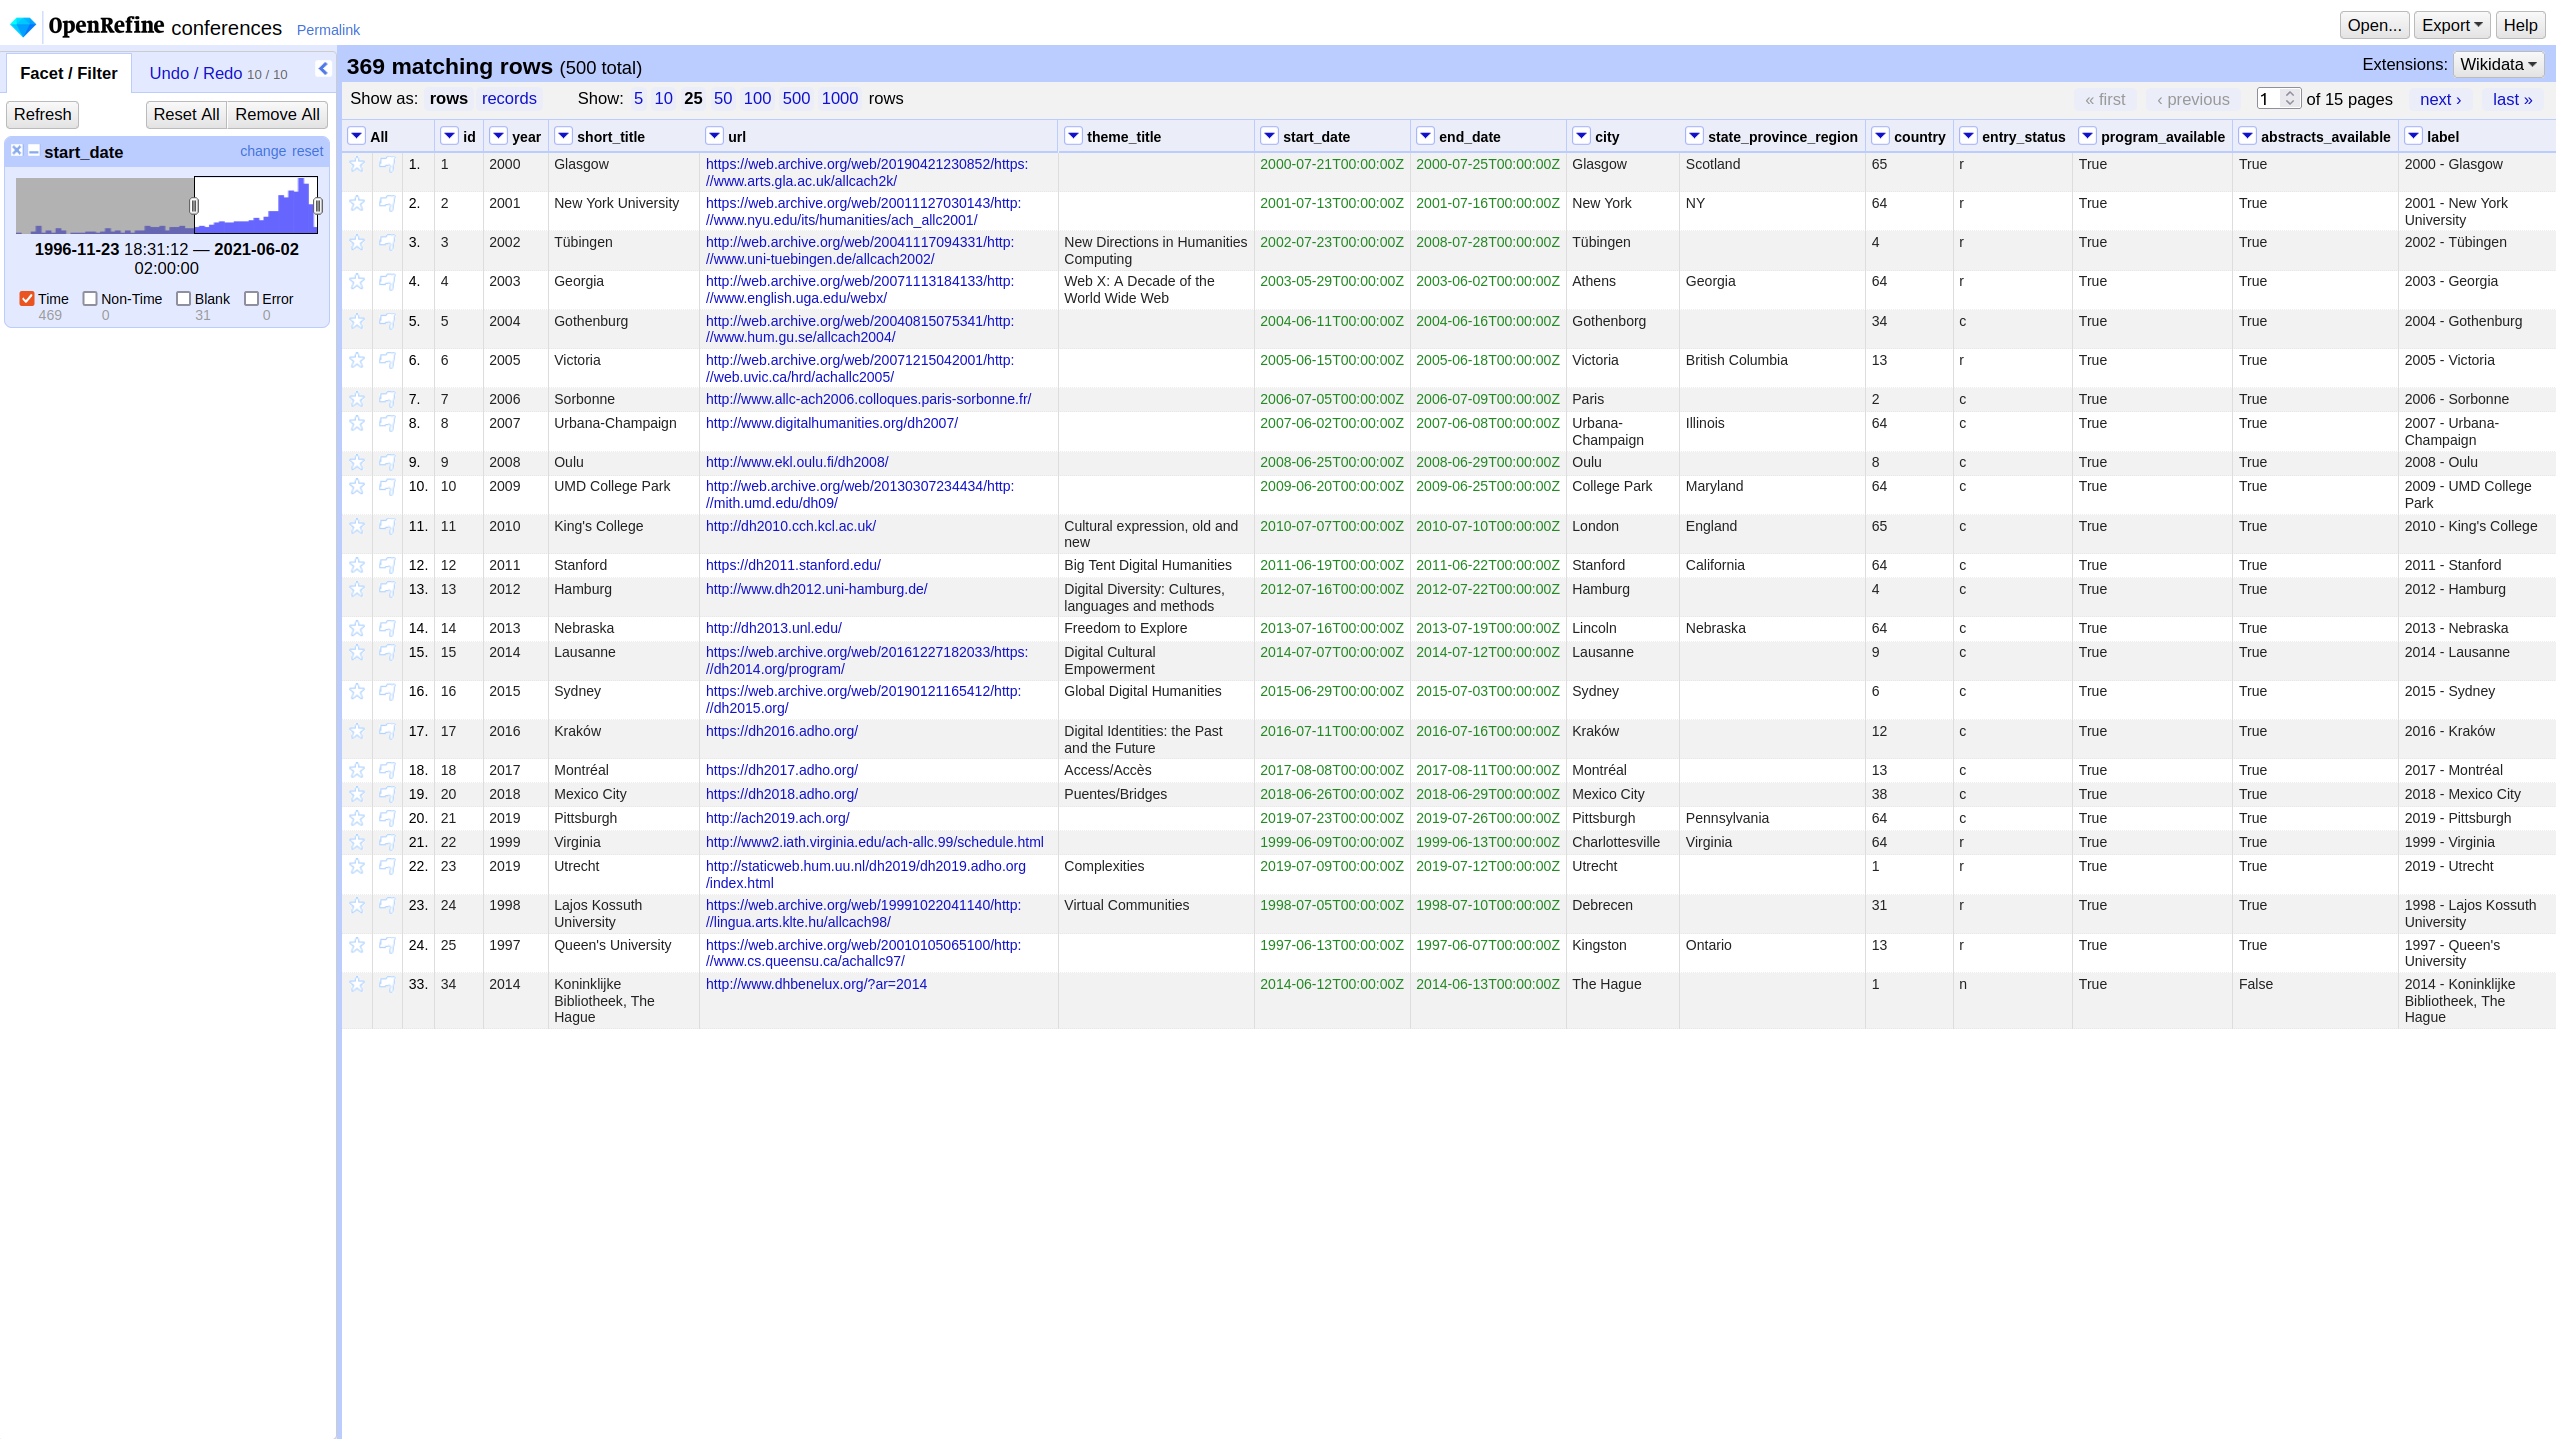 OpenRefine conferences Permalink Open... Export Help
Facet / Filter Undo / Redo 10 / 10 369 matching rows (500 total) Extensions: Wikidata
Refresh Reset All Remove All Show as: rows records Show: 5 10 25 50 100 500 1000 rows « first ‹ previous 1 of 15 pages next › last »
start_date change reset
1996-11-23 18:31:12 — 2021-06-02
02:00:00
Time Non-Time Blank Error
469 0 31 0
All id year short_title url theme_title start_date end_date city state_province_region country entry_status program_available abstracts_available label
1. 1 2000 Glasgow https://web.archive.org/web/20190421230852/https: 2000-07-21T00:00:00Z 2000-07-25T00:00:00Z Glasgow Scotland 65 r True True 2000 - Glasgow
//www.arts.gla.ac.uk/allcach2k/
2. 2 2001 New York University https://web.archive.org/web/20011127030143/http: 2001-07-13T00:00:00Z 2001-07-16T00:00:00Z New York NY 64 r True True 2001 - New York
//www.nyu.edu/its/humanities/ach_allc2001/ University
3. 3 2002 Tübingen http://web.archive.org/web/20041117094331/http: New Directions in Humanities 2002-07-23T00:00:00Z 2008-07-28T00:00:00Z Tübingen 4 r True True 2002 - Tübingen
//www.uni-tuebingen.de/allcach2002/ Computing
4. 4 2003 Georgia http://web.archive.org/web/20071113184133/http: Web X: A Decade of the 2003-05-29T00:00:00Z 2003-06-02T00:00:00Z Athens Georgia 64 r True True 2003 - Georgia
//www.english.uga.edu/webx/ World Wide Web
5. 5 2004 Gothenburg http://web.archive.org/web/20040815075341/http: 2004-06-11T00:00:00Z 2004-06-16T00:00:00Z Gothenborg 34 c True True 2004 - Gothenburg
//www.hum.gu.se/allcach2004/
6. 6 2005 Victoria http://web.archive.org/web/20071215042001/http: 2005-06-15T00:00:00Z 2005-06-18T00:00:00Z Victoria British Columbia 13 r True True 2005 - Victoria
//web.uvic.ca/hrd/achallc2005/
7. 7 2006 Sorbonne http://www.allc-ach2006.colloques.paris-sorbonne.fr/ 2006-07-05T00:00:00Z 2006-07-09T00:00:00Z Paris 2 c True True 2006 - Sorbonne
8. 8 2007 Urbana-Champaign http://www.digitalhumanities.org/dh2007/ 2007-06-02T00:00:00Z 2007-06-08T00:00:00Z Urbana- Illinois 64 c True True 2007 - Urbana-
Champaign Champaign
9. 9 2008 Oulu http://www.ekl.oulu.fi/dh2008/ 2008-06-25T00:00:00Z 2008-06-29T00:00:00Z Oulu 8 c True True 2008 - Oulu
10. 10 2009 UMD College Park http://web.archive.org/web/20130307234434/http: 2009-06-20T00:00:00Z 2009-06-25T00:00:00Z College Park Maryland 64 c True True 2009 - UMD College
//mith.umd.edu/dh09/ Park
11. 11 2010 King's College http://dh2010.cch.kcl.ac.uk/ Cultural expression, old and 2010-07-07T00:00:00Z 2010-07-10T00:00:00Z London England 65 c True True 2010 - King's College
new
12. 12 2011 Stanford https://dh2011.stanford.edu/ Big Tent Digital Humanities 2011-06-19T00:00:00Z 2011-06-22T00:00:00Z Stanford California 64 c True True 2011 - Stanford
13. 13 2012 Hamburg http://www.dh2012.uni-hamburg.de/ Digital Diversity: Cultures, 2012-07-16T00:00:00Z 2012-07-22T00:00:00Z Hamburg 4 c True True 2012 - Hamburg
languages and methods
14. 14 2013 Nebraska http://dh2013.unl.edu/ Freedom to Explore 2013-07-16T00:00:00Z 2013-07-19T00:00:00Z Lincoln Nebraska 64 c True True 2013 - Nebraska
15. 15 2014 Lausanne https://web.archive.org/web/20161227182033/https: Digital Cultural 2014-07-07T00:00:00Z 2014-07-12T00:00:00Z Lausanne 9 c True True 2014 - Lausanne
//dh2014.org/program/ Empowerment
16. 16 2015 Sydney https://web.archive.org/web/20190121165412/http: Global Digital Humanities 2015-06-29T00:00:00Z 2015-07-03T00:00:00Z Sydney 6 c True True 2015 - Sydney
//dh2015.org/
17. 17 2016 Kraków https://dh2016.adho.org/ Digital Identities: the Past 2016-07-11T00:00:00Z 2016-07-16T00:00:00Z Kraków 12 c True True 2016 - Kraków
and the Future
18. 18 2017 Montréal https://dh2017.adho.org/ Access/Accès 2017-08-08T00:00:00Z 2017-08-11T00:00:00Z Montréal 13 c True True 2017 - Montréal
19. 20 2018 Mexico City https://dh2018.adho.org/ Puentes/Bridges 2018-06-26T00:00:00Z 2018-06-29T00:00:00Z Mexico City 38 c True True 2018 - Mexico City
20. 21 2019 Pittsburgh http://ach2019.ach.org/ 2019-07-23T00:00:00Z 2019-07-26T00:00:00Z Pittsburgh Pennsylvania 64 c True True 2019 - Pittsburgh
21. 22 1999 Virginia http://www2.iath.virginia.edu/ach-allc.99/schedule.html 1999-06-09T00:00:00Z 1999-06-13T00:00:00Z Charlottesville Virginia 64 r True True 1999 - Virginia
22. 23 2019 Utrecht http://staticweb.hum.uu.nl/dh2019/dh2019.adho.org Complexities 2019-07-09T00:00:00Z 2019-07-12T00:00:00Z Utrecht 1 r True True 2019 - Utrecht
/index.html
23. 24 1998 Lajos Kossuth https://web.archive.org/web/19991022041140/http: Virtual Communities 1998-07-05T00:00:00Z 1998-07-10T00:00:00Z Debrecen 31 r True True 1998 - Lajos Kossuth
University //lingua.arts.klte.hu/allcach98/ University
24. 25 1997 Queen's University https://web.archive.org/web/20010105065100/http: 1997-06-13T00:00:00Z 1997-06-07T00:00:00Z Kingston Ontario 13 r True True 1997 - Queen's
//www.cs.queensu.ca/achallc97/ University
33. 34 2014 Koninklijke http://www.dhbenelux.org/?ar=2014 2014-06-12T00:00:00Z 2014-06-13T00:00:00Z The Hague 1 n True False 2014 - Koninklijke
Bibliotheek, The Bibliotheek, The
Hague Hague